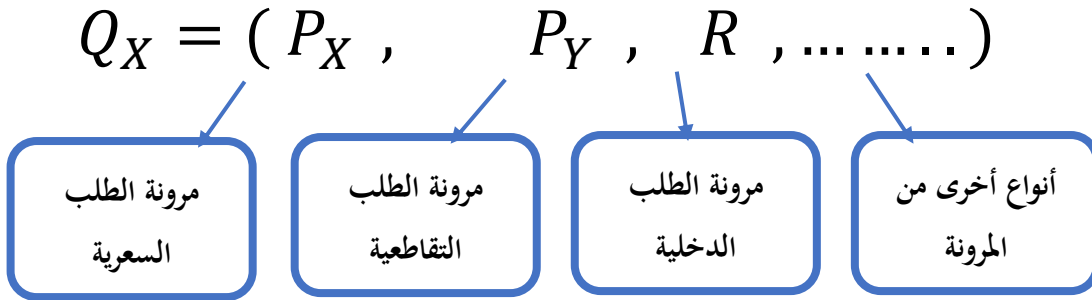 Q_X = ( P_X , P_Y , R , ... ... . . )
مرونة الطلب
السعرية
مرونة الطلب
التقاطعية
مرونة الطلب
الدخلية
أنواع أخرى من
المرونة